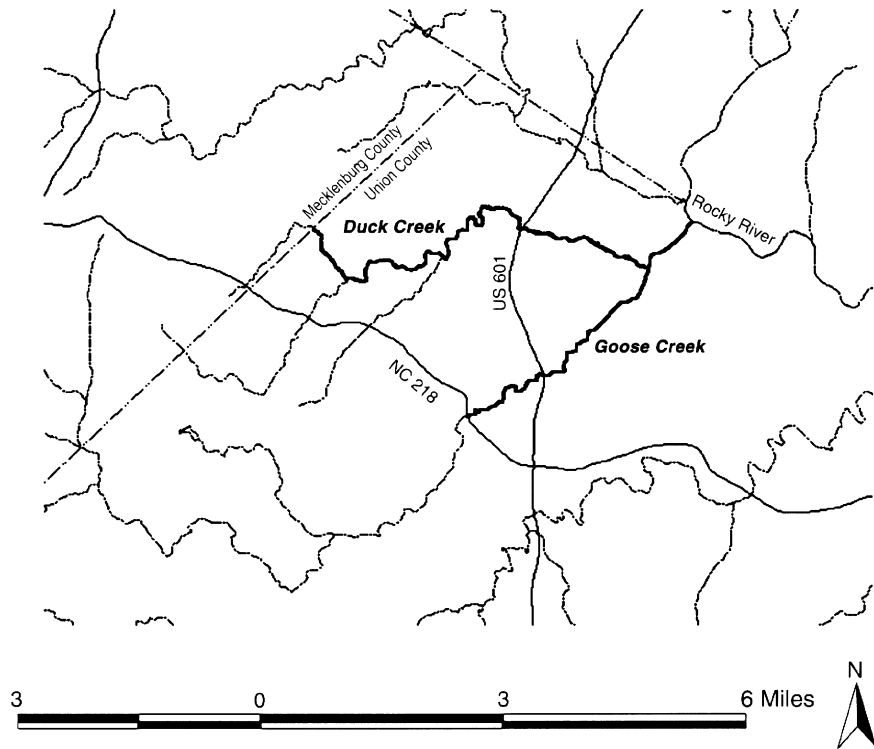 Mecklenburg County
Union County
Duck Creek
Rocky River
US 601
Goose Creek
NC 218
N
3 0 3 6 Miles